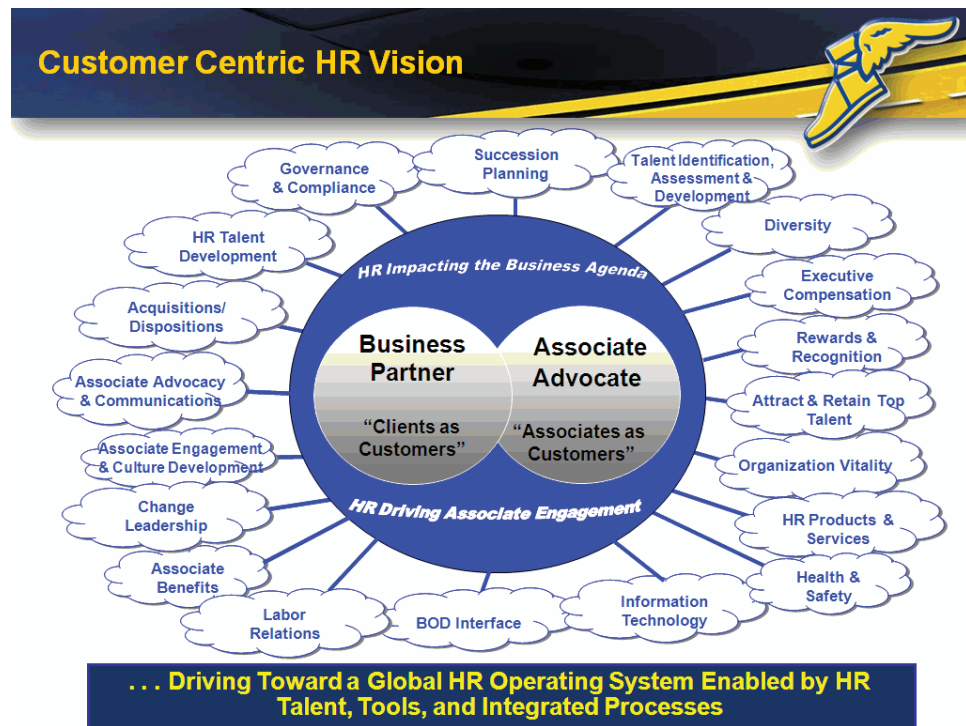 Customer Centric HR Vision
Governance
& Compliance
Succession
Planning
Talent Identification,
Assessment &
Development
HR Talent
Development
Diversity
HR Impacting the Business Agenda
Acquisitions/
Dispositions
Executive
Compensation
Business
Partner
"Clients as
Customers"
Associate
Advocate
"Associates as
Customers"
Rewards &
Recognition
Associate Advocacy
& Communications
Attract & Retain Top
Talent
Associate Engagement
& Culture Development
Organization Vitality
HR Driving Associate Engagement
Change
Leadership
HR Products &
Services
Associate
Benefits
Health &
Safety
Labor
Relations
BOD Interface
Information
Technology
. . . Driving Toward a Global HR Operating System Enabled by HR
Talent, Tools, and Integrated Processes